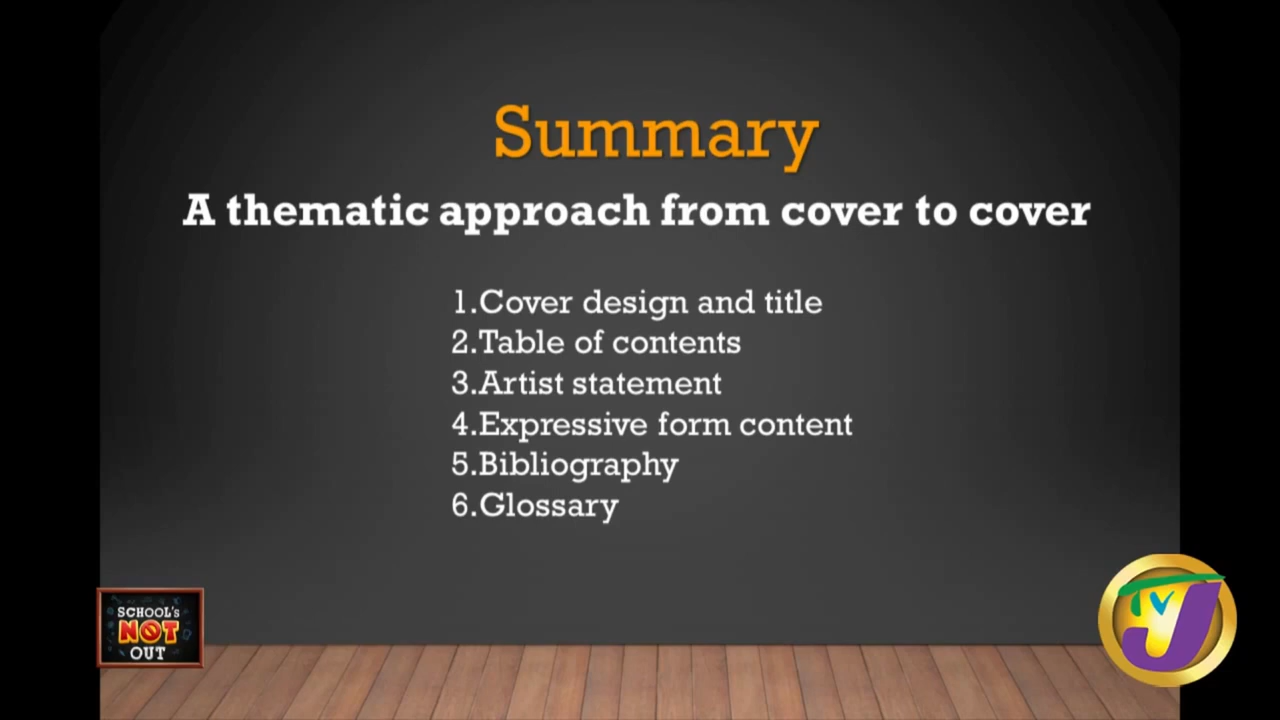 Summary
A thematic approach from cover to cover
1.Cover design and title
2.Table of contents
3.Artist statement
4.Expressive form content
5.Bibliography
6.Glossary
SCHOOL's
NOT
OUT
TVJ